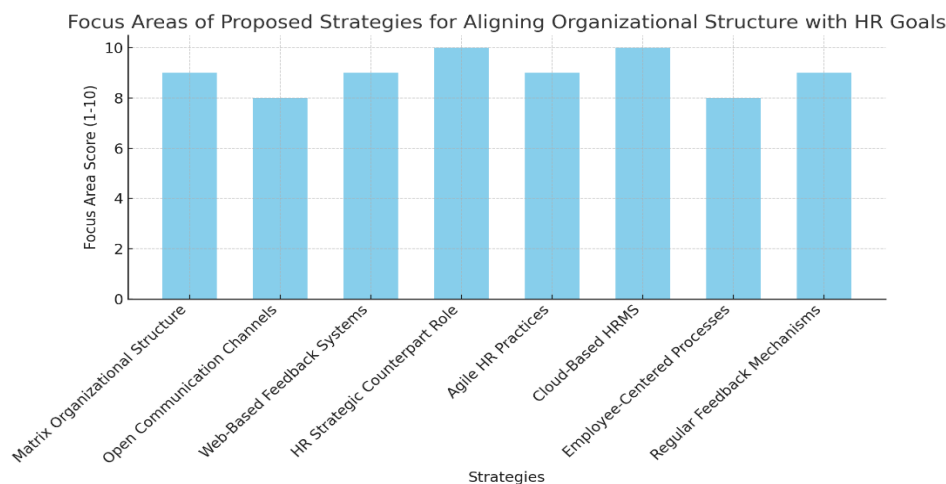 Focus Areas of Proposed Strategies for Aligning Organizational Structure with HR Goals
Focus Area Score (1-10)
10
8
6
4
2
0
Matrix Organizational Structure
Open Communication Channels
Web-Based Feedback Systems
HR Strategic Counterpart Role
Agile HR Practices
Cloud-Based HRMS
Employee-Centered Processes
Regular Feedback Mechanisms
Strategies